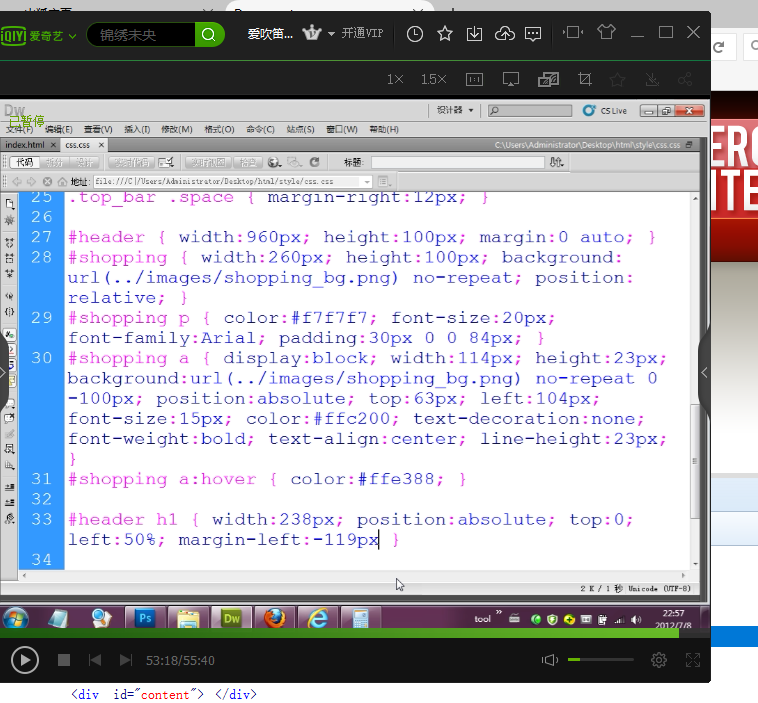 QIY 爱奇艺 锦绣未央 爱吹笛... 开通VIP
1× 1.5×
Dw 设计器 CS Live
已暂停
文件(F) 编辑(E) 查看(V) 插入(I) 修改(M) 格式(O) 命令(C) 站点(S) 窗口(W) 帮助(H)
index.html × css.css × C:\Users\Administrator\Desktop\html\style\css.css
代码 标题:
地址: file:///C|/Users/Administrator/Desktop/html/style/css.css
25 .top_bar .space { margin-right:12px; }
26
27 #header { width:960px; height:100px; margin:0 auto; }
28 #shopping { width:260px; height:100px; background:
url(../images/shopping_bg.png) no-repeat; position:
relative; }
29 #shopping p { color:#f7f7f7; font-size:20px;
font-family:Arial; padding:30px 0 0 84px; }
30 #shopping a { display:block; width:114px; height:23px;
background:url(../images/shopping_bg.png) no-repeat 0
-100px; position:absolute; top:63px; left:104px;
font-size:15px; color:#ffc200; text-decoration:none;
font-weight:bold; text-align:center; line-height:23px;
}
31 #shopping a:hover { color:#ffe388; }
32
33 #header h1 { width:238px; position:absolute; top:0;
left:50%; margin-left:-119px }
34
2 K / 1 秒 Unicode (UTF-8)
Ps Dw tool » 22:57
2012/7/8
53:18/55:40
<div id="content"> </div>